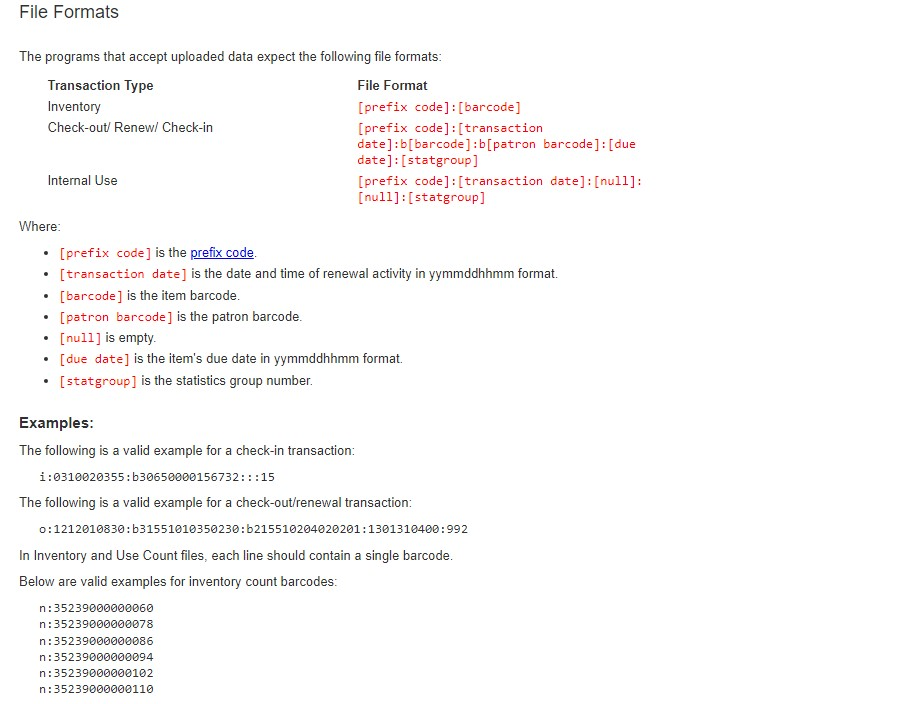 File Formats
The programs that accept uploaded data expect the following file formats:
Transaction Type File Format
Inventory [prefix code]:[barcode]
Check-out/ Renew/ Check-in [prefix code]:[transaction
date]:b[barcode]:b[patron barcode]:[due
date]:[statgroup]
Internal Use [prefix code]:[transaction date]:[null]:
[null]:[statgroup]
Where:
• [prefix code] is the prefix code.
• [transaction date] is the date and time of renewal activity in yymmddhhmm format.
• [barcode] is the item barcode.
• [patron barcode] is the patron barcode.
• [null] is empty.
• [due date] is the item's due date in yymmddhhmm format.
• [statgroup] is the statistics group number.
Examples:
The following is a valid example for a check-in transaction:
i:0310020355:b30650000156732:::15
The following is a valid example for a check-out/renewal transaction:
o:1212010830:b31551010350230:b215510204020201:1301310400:992
In Inventory and Use Count files, each line should contain a single barcode.
Below are valid examples for inventory count barcodes:
n:35239000000060
n:35239000000078
n:35239000000086
n:35239000000094
n:35239000000102
n:35239000000110